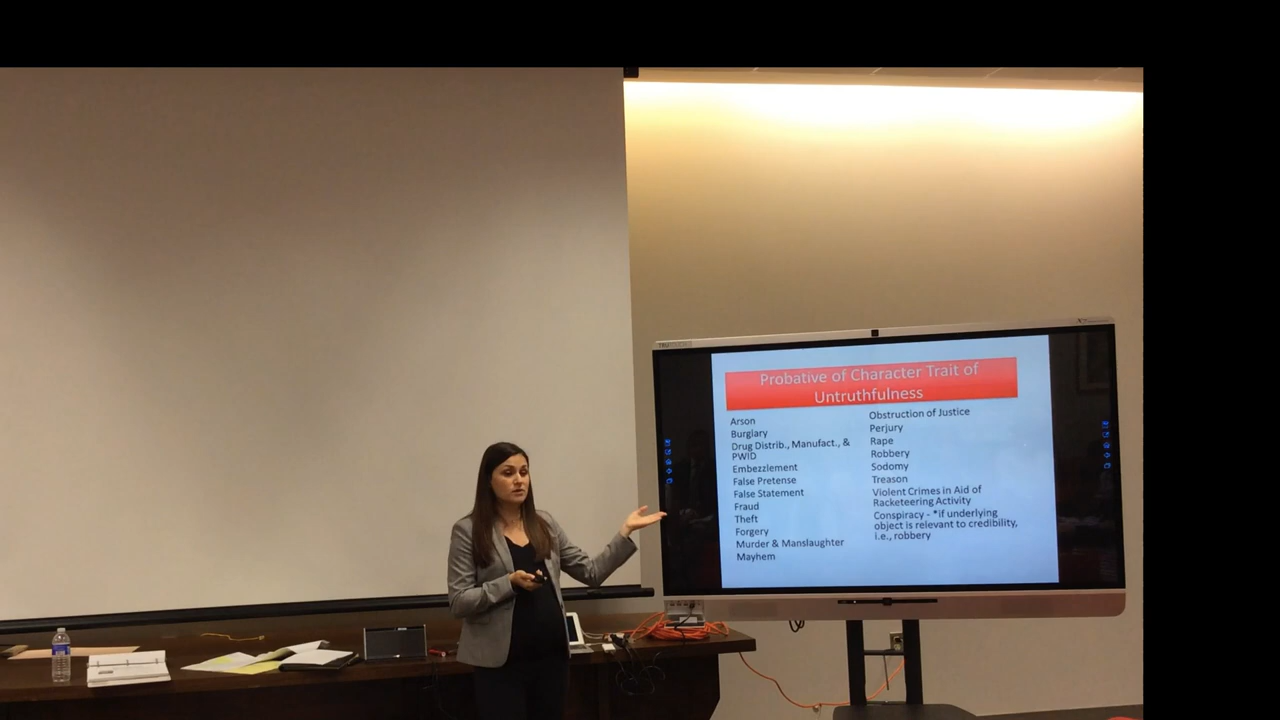 Probative of Character Trait of
Untruthfulness
Arson
Burglary
Drug Distrib., Manufact., &
PWID
Embezzlement
False Pretense
False Statement
Fraud
Theft
Forgery
Murder & Manslaughter
Mayhem
Obstruction of Justice
Perjury
Rape
Robbery
Sodomy
Treason
Violent Crimes in Aid of
Racketeering Activity
Conspiracy - *if underlying
object is relevant to credibility,
i.e., robbery